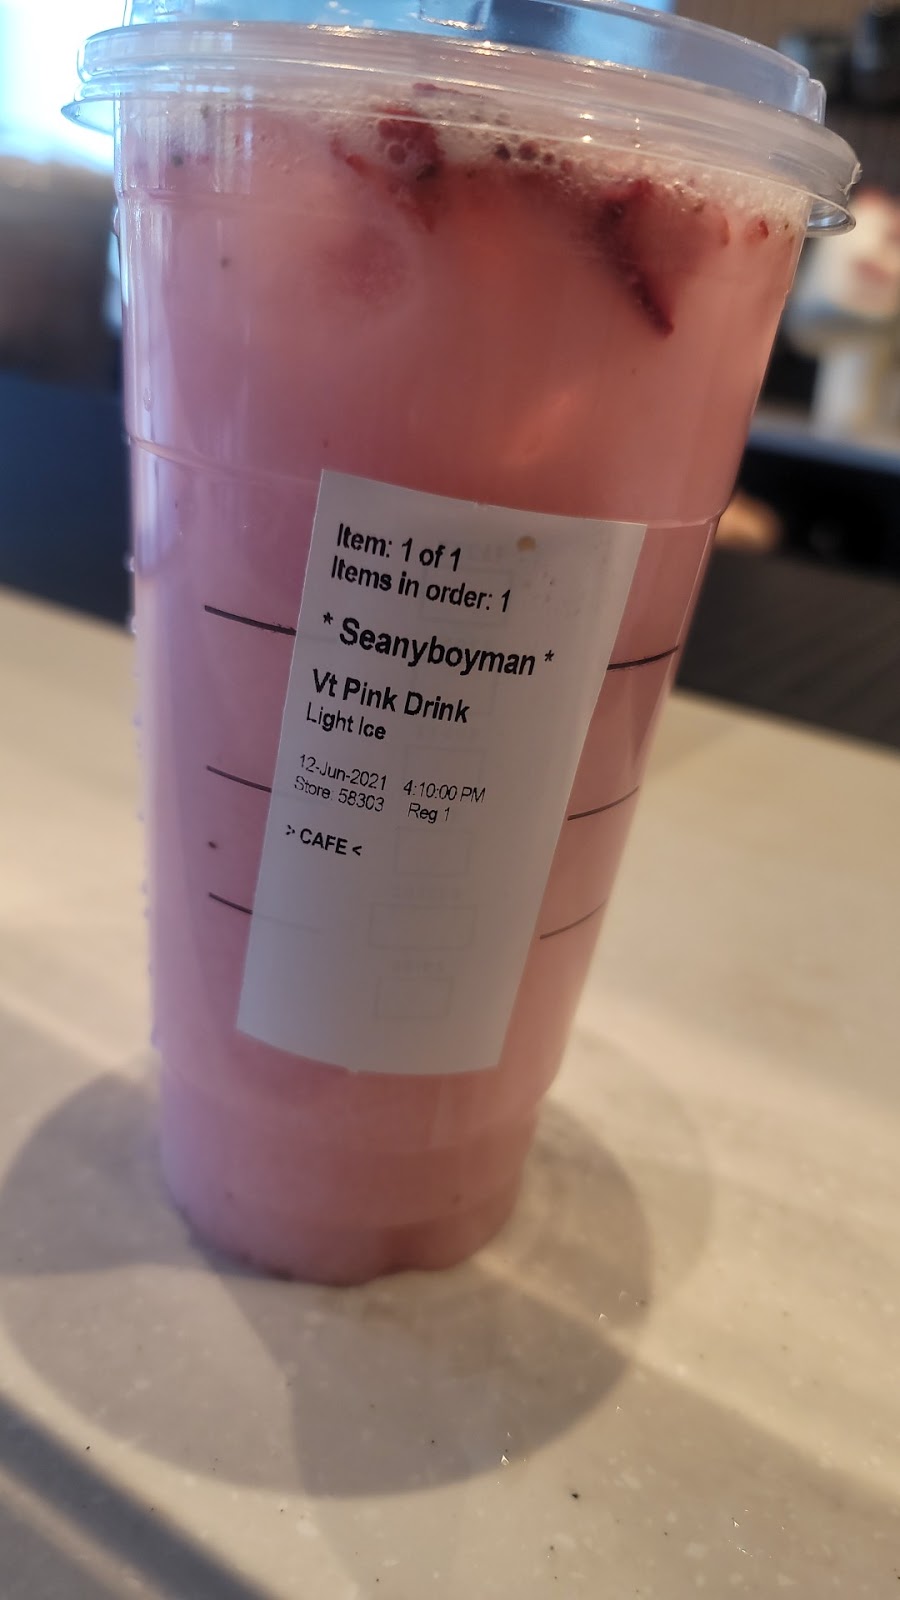 Item: 1 of 1
Items in order: 1
* Seanyboyman *
Vt Pink Drink
Light Ice
12-Jun-2021 4:10:00 PM
Store: 58303 Reg 1
> CAFE <